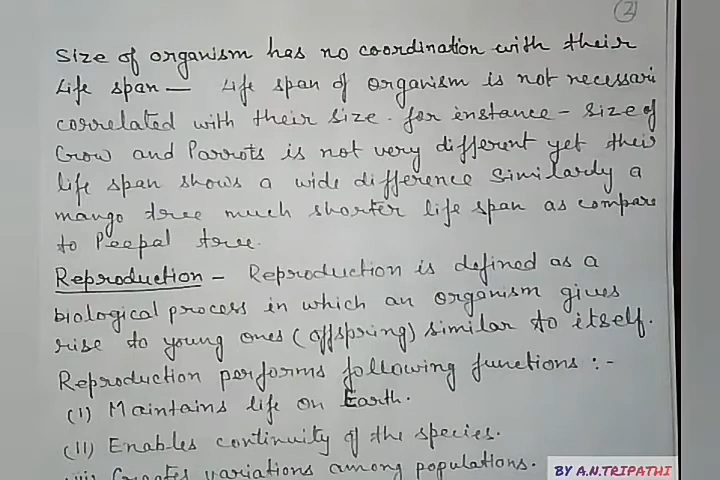 (2)
Size of organism has no coordination with their
Life span — Life span of organism is not necessari
correlated with their size. for instance - size of
Crow and Parrots is not very different yet their
life span shows a wide difference Similarly a
mango tree much shorter life span as compare
to Peepal tree.
Reproduction - Reproduction is defined as a
biological process in which an organism gives
rise to young ones (offspring) similar to itself.
Reproduction performs following functions :-
(I) Maintains life on Earth.
(II) Enables continuity of the species.
(iii) Creates variations among populations.
BY A.N.TRIPATHI